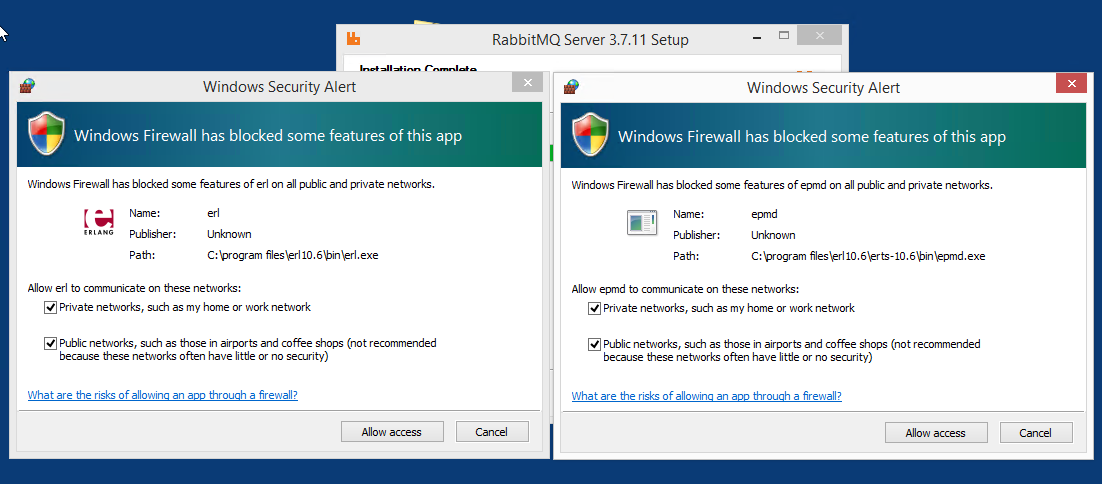 RabbitMQ Server 3.7.11 Setup
Installation Complete
Windows Security Alert
Windows Firewall has blocked some features of this app
Windows Firewall has blocked some features of erl on all public and private networks.
ERLANG
Name: erl
Publisher: Unknown
Path: C:\program files\erl10.6\bin\erl.exe
Allow erl to communicate on these networks:
Private networks, such as my home or work network
Public networks, such as those in airports and coffee shops (not recommended
because these networks often have little or no security)
What are the risks of allowing an app through a firewall?
Allow access
Cancel
Windows Security Alert
Windows Firewall has blocked some features of this app
Windows Firewall has blocked some features of epmd on all public and private networks.
Name: epmd
Publisher: Unknown
Path: C:\program files\erl10.6\erts-10.6\bin\epmd.exe
Allow epmd to communicate on these networks:
Private networks, such as my home or work network
Public networks, such as those in airports and coffee shops (not recommended
because these networks often have little or no security)
What are the risks of allowing an app through a firewall?
Allow access
Cancel